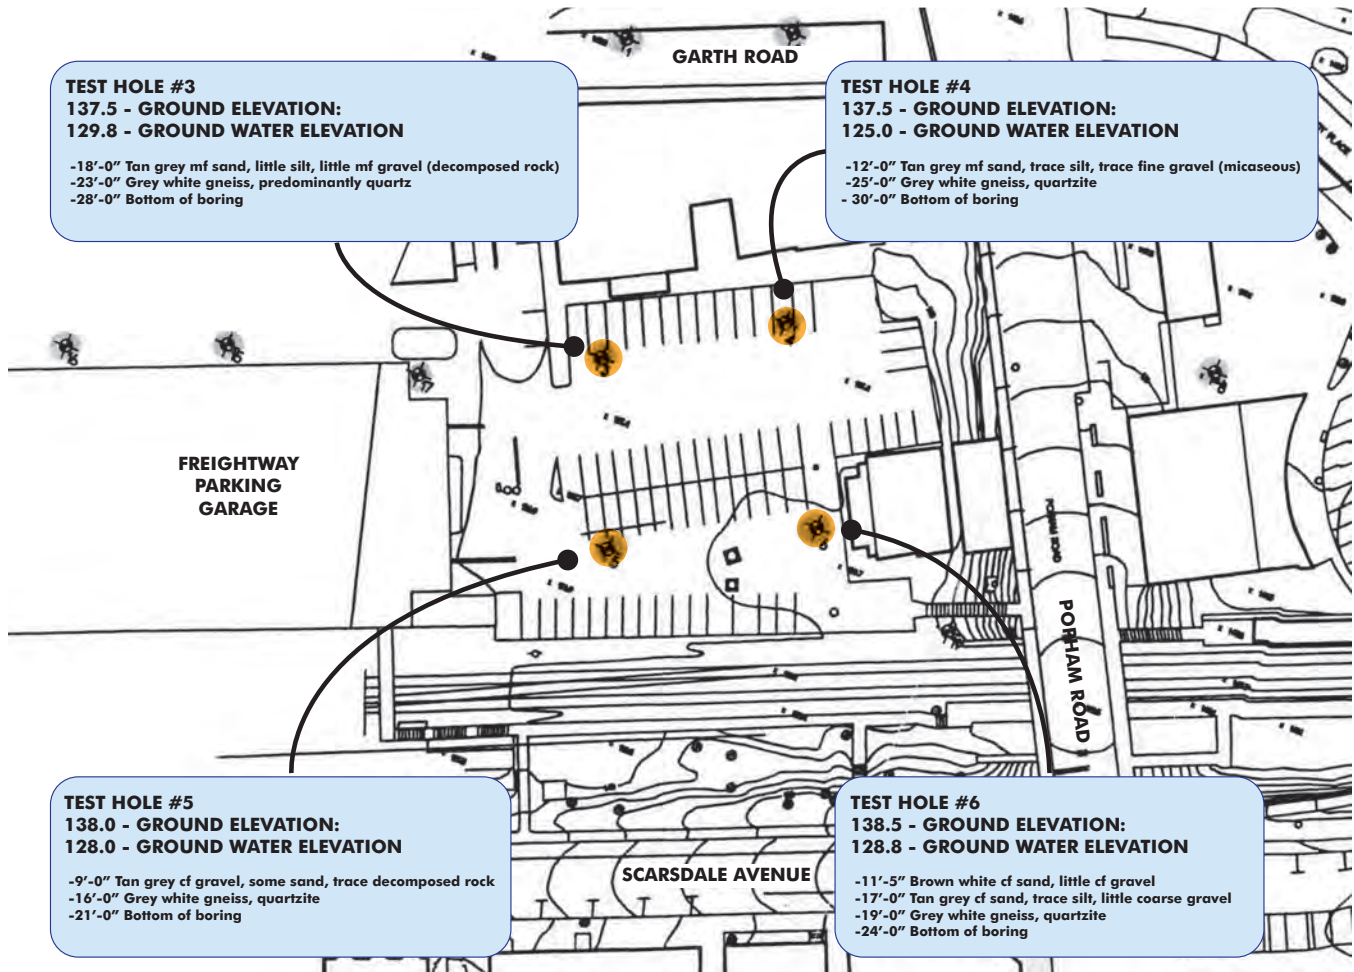 GARTH ROAD
TEST HOLE #3
137.5 - GROUND ELEVATION:
129.8 - GROUND WATER ELEVATION
-18'-0” Tan grey mf sand, little silt, little mf gravel (decomposed rock)
-23'-0” Grey white gneiss, predominantly quartz
-28'-0” Bottom of boring
TEST HOLE #4
137.5 - GROUND ELEVATION:
125.0 - GROUND WATER ELEVATION
-12'-0” Tan grey mf sand, trace silt, trace fine gravel (micaseous)
-25'-0” Grey white gneiss, quartzite
- 30'-0” Bottom of boring
FREIGHTWAY
PARKING
GARAGE
POPHAM ROAD
TEST HOLE #5
138.0 - GROUND ELEVATION:
128.0 - GROUND WATER ELEVATION
-9'-0” Tan grey cf gravel, some sand, trace decomposed rock
-16'-0” Grey white gneiss, quartzite
-21'-0” Bottom of boring
SCARSDALE AVENUE
TEST HOLE #6
138.5 - GROUND ELEVATION:
128.8 - GROUND WATER ELEVATION
-11'-5” Brown white cf sand, little cf gravel
-17'-0” Tan grey cf sand, trace silt, little coarse gravel
-19'-0” Grey white gneiss, quartzite
-24'-0” Bottom of boring